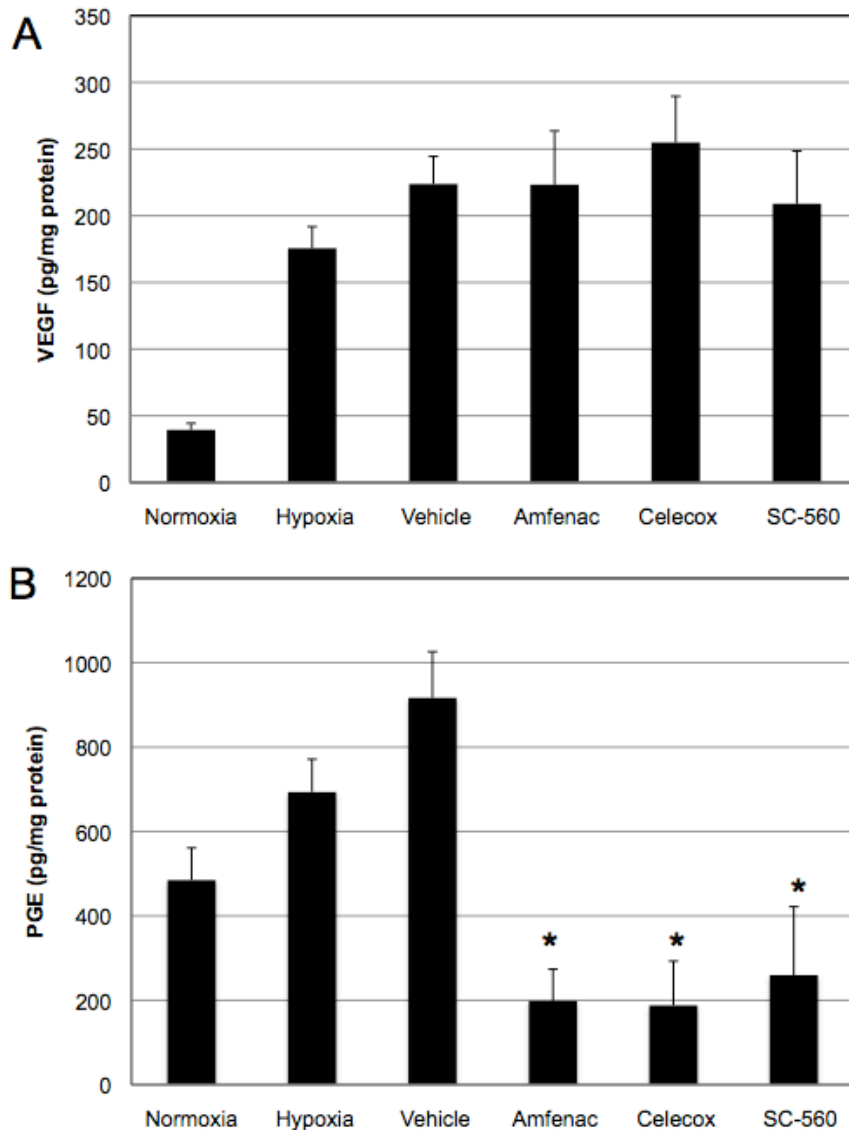 A
350
300
250
200
150
100
50
0
VEGF (pg/mg protein)
Normoxia Hypoxia Vehicle Amfenac Celecox SC-560
B
1200
1000
800
600
400
200
0
PGE (pg/mg protein)
* * *
Normoxia Hypoxia Vehicle Amfenac Celecox SC-560